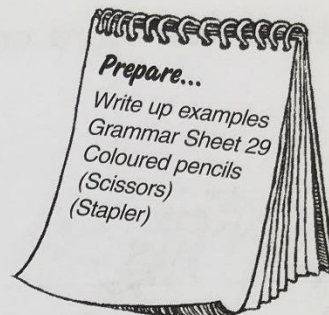 Prepare...
Write up examples
Grammar Sheet 29
Coloured pencils
(Scissors)
(Stapler)